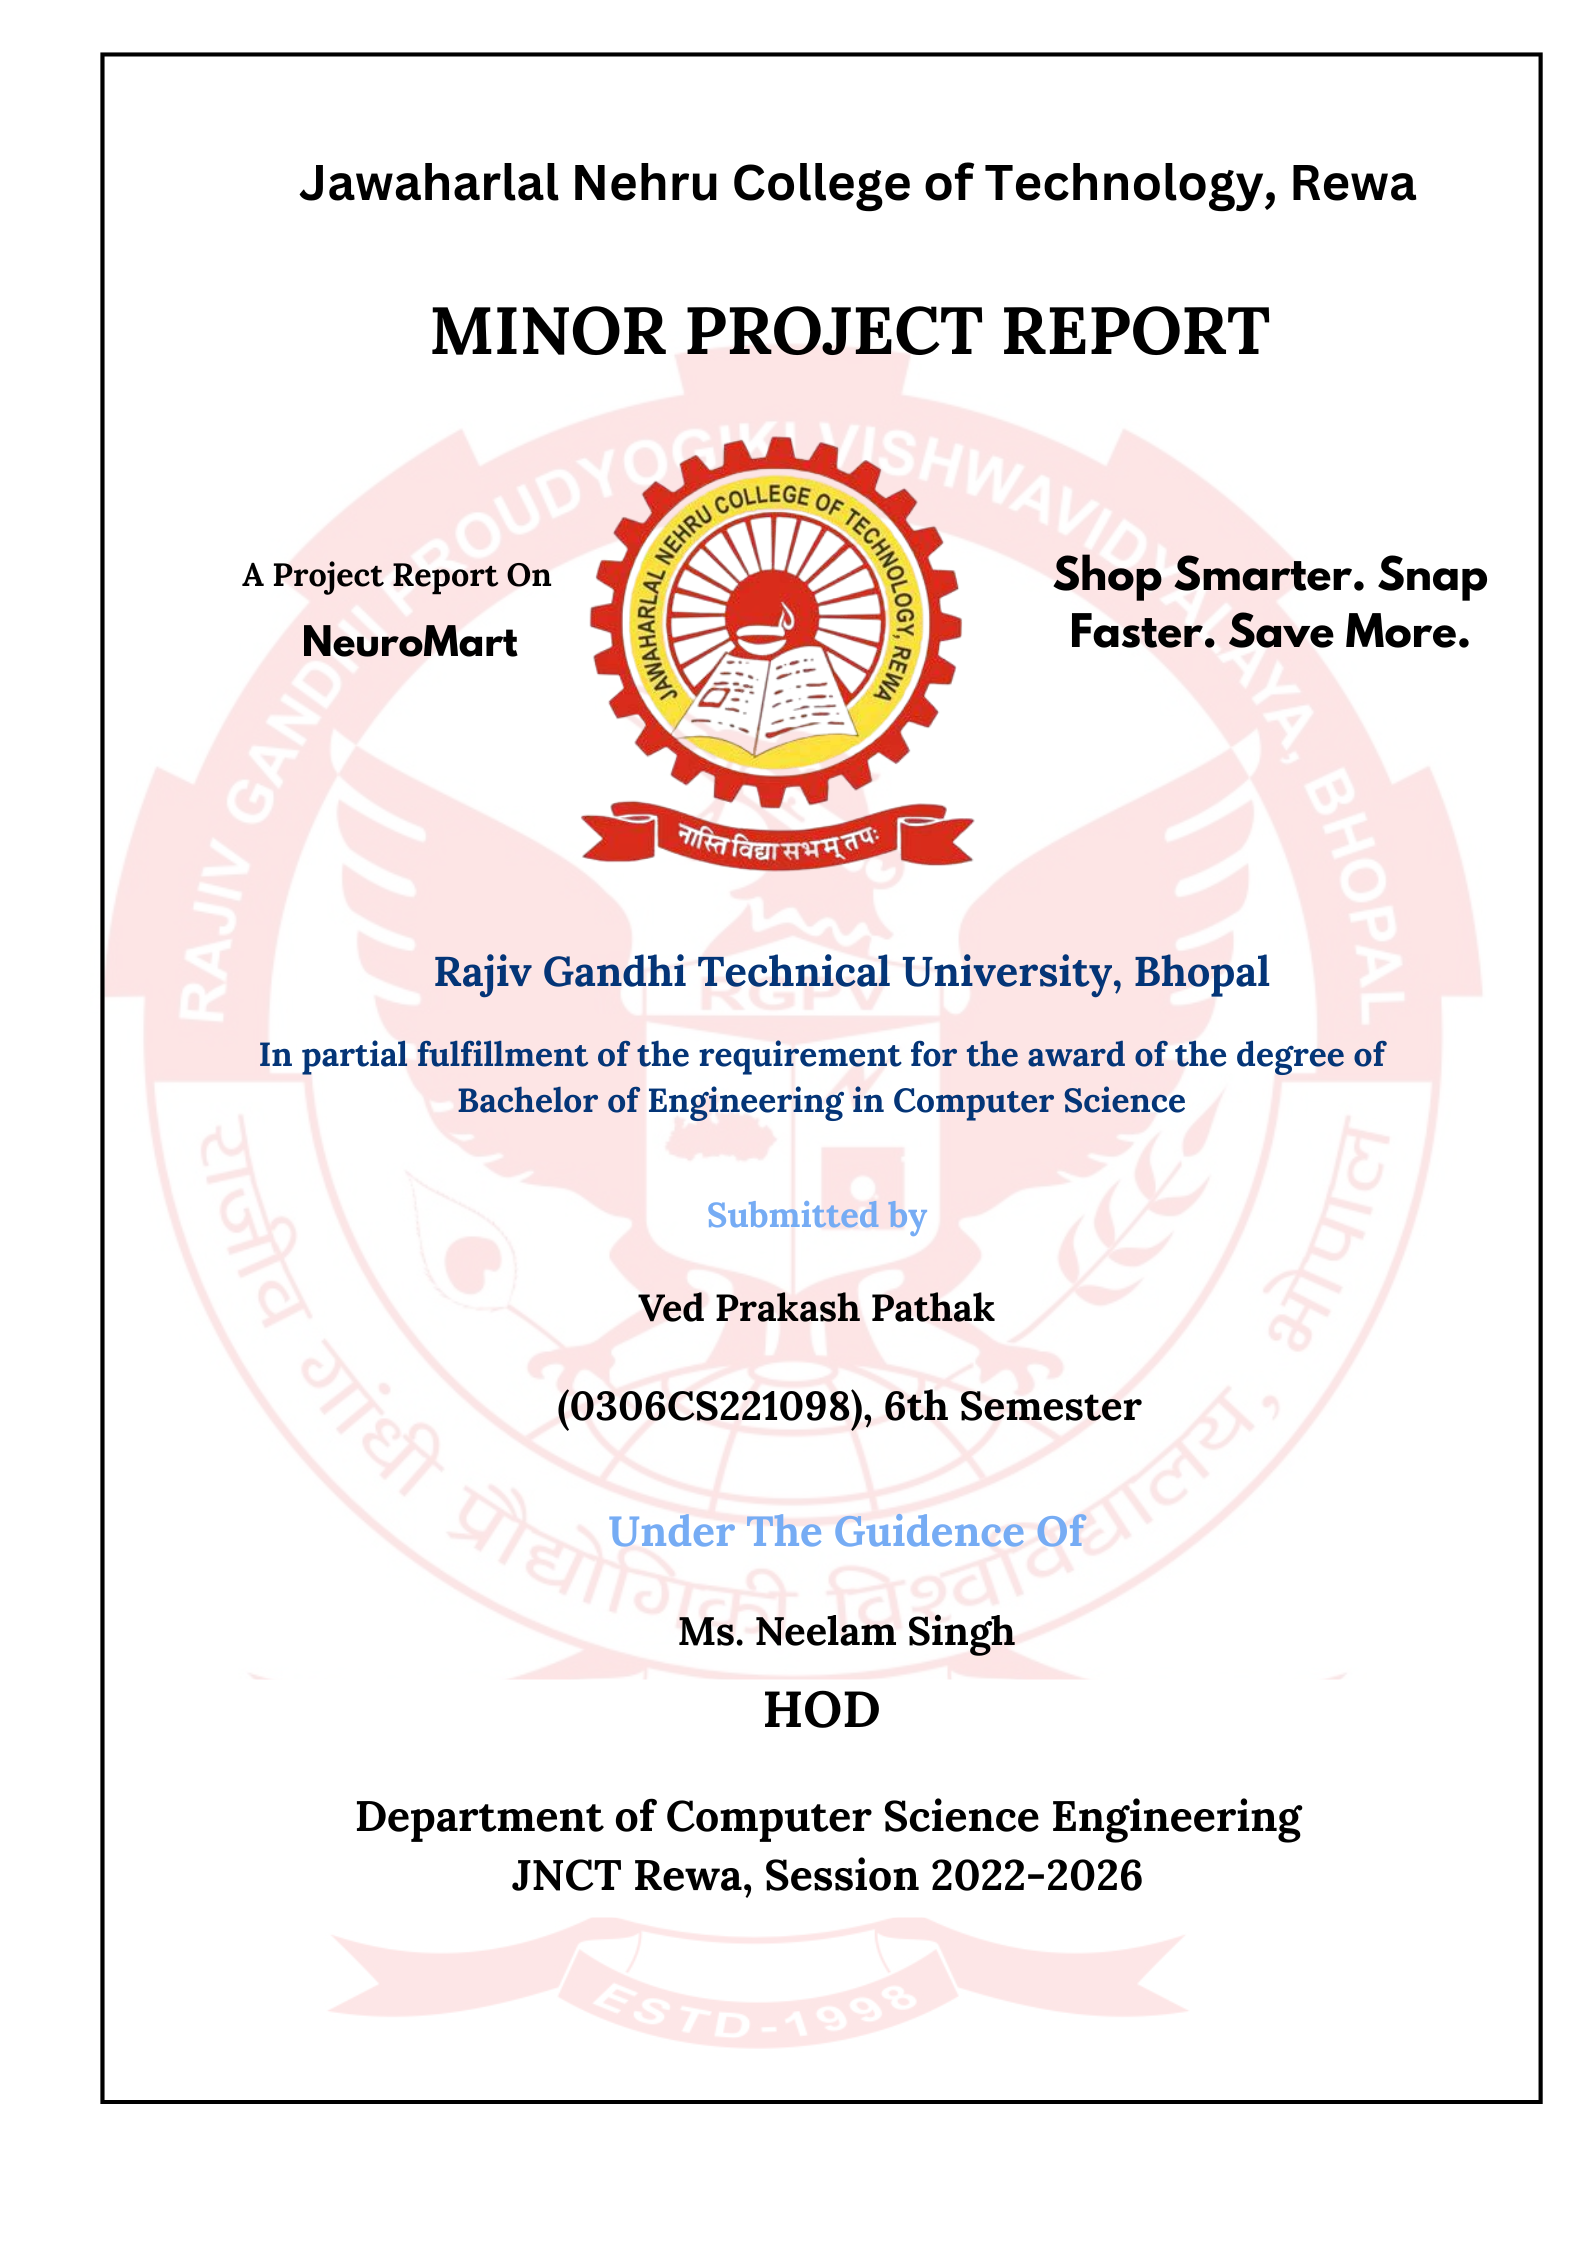 Jawaharlal Nehru College of Technology, Rewa
MINOR PROJECT REPORT
A Project Report On
NeuroMart
JAWAHARLAL NEHRU COLLEGE OF TECHNOLOGY, REWA
नास्ति विद्या सभम् तपः
Shop Smarter. Snap
Faster. Save More.
RAJIV GANDHI PROUDYOGIKI VISHWAVIDYALAYA, BHOPAL
Rajiv Gandhi Technical University, Bhopal
RGPV
In partial fulfillment of the requirement for the award of the degree of
Bachelor of Engineering in Computer Science
Submitted by
Ved Prakash Pathak
(0306CS221098), 6th Semester
Under The Guidence Of
राजीव गांधी प्रौद्योगिकी विश्वविद्यालय, भोपाल
Ms. Neelam Singh
HOD
Department of Computer Science Engineering
JNCT Rewa, Session 2022-2026
ESTD-1998